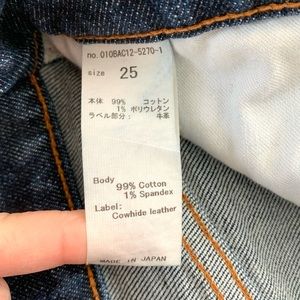 no.010BAC12-5270-1
size 25
本体 99% コットン
1% ポリウレタン
ラベル部分： 牛革
Body
99% Cotton
1% Spandex
Label:
Cowhide leather
MADE IN JAPAN